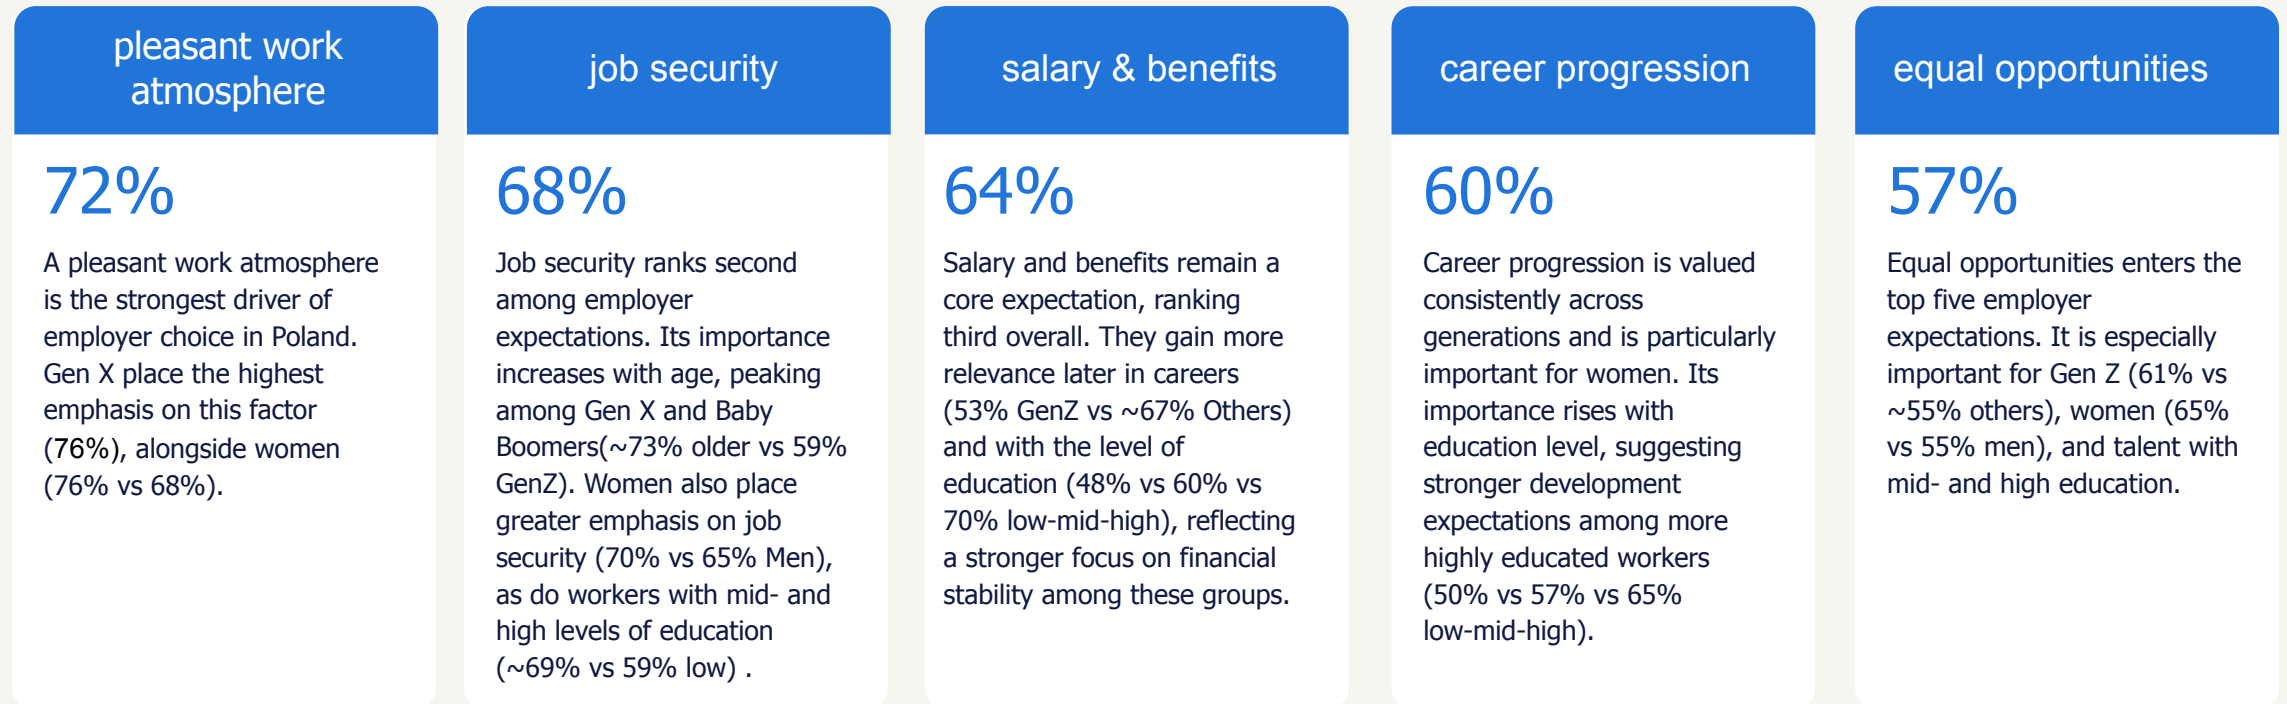 pleasant work
atmosphere
72%
A pleasant work atmosphere
is the strongest driver of
employer choice in Poland.
Gen X place the highest
emphasis on this factor
(76%), alongside women
(76% vs 68%).
job security
68%
Job security ranks second
among employer
expectations. Its importance
increases with age, peaking
among Gen X and Baby
Boomers(~73% older vs 59%
GenZ). Women also place
greater emphasis on job
security (70% vs 65% Men),
as do workers with mid- and
high levels of education
(~69% vs 59% low) .
salary & benefits
64%
Salary and benefits remain a
core expectation, ranking
third overall. They gain more
relevance later in careers
(53% GenZ vs ~67% Others)
and with the level of
education (48% vs 60% vs
70% low-mid-high), reflecting
a stronger focus on financial
stability among these groups.
career progression
60%
Career progression is valued
consistently across
generations and is particularly
important for women. Its
importance rises with
education level, suggesting
stronger development
expectations among more
highly educated workers
(50% vs 57% vs 65%
low-mid-high).
equal opportunities
57%
Equal opportunities enters the
top five employer
expectations. It is especially
important for Gen Z (61% vs
~55% others), women (65%
vs 55% men), and talent with
mid- and high education.